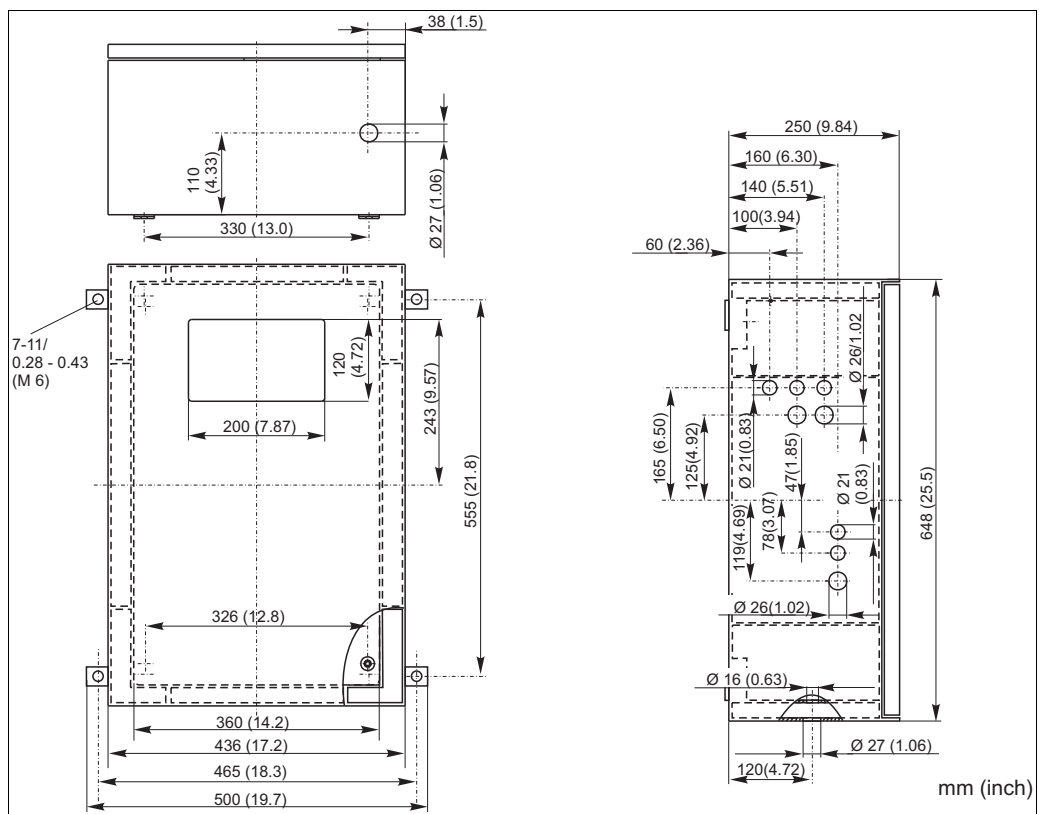 38 (1.5)
110
(4.33)
Ø 27 (1.06)
330 (13.0)
7-11/
0.28 - 0.43
(M 6)
120
(4.72)
200 (7.87)
243 (9.57)
555 (21.8)
326 (12.8)
360 (14.2)
436 (17.2)
465 (18.3)
500 (19.7)
250 (9.84)
160 (6.30)
140 (5.51)
100(3.94)
60 (2.36)
Ø 26/1.02
165 (6.50)
125(4.92)
Ø 21(0.83)
47(1.85)
Ø 21
(0.83)
119(4.69)
78(3.07)
648 (25.5)
Ø 26(1.02)
Ø 16 (0.63)
Ø 27 (1.06)
120(4.72)
mm (inch)